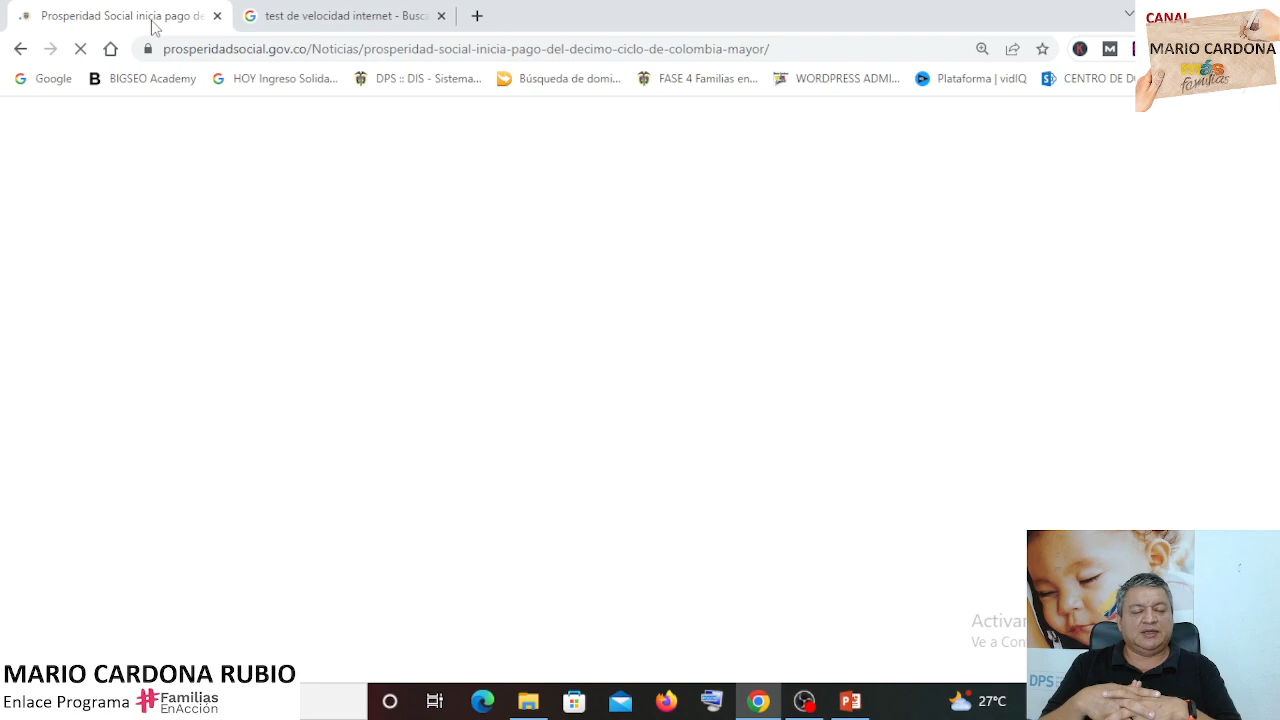 Prosperidad Social inicia pago de
test de velocidad internet - Busca
prosperidadsocial.gov.co/Noticias/prosperidad-social-inicia-pago-del-decimo-ciclo-de-colombia-mayor/
Google
BIGSEO Academy
HOY Ingreso Solida...
DPS :: DIS - Sistema...
Búsqueda de domi...
FASE 4 Familias en...
WORDPRESS ADMI...
Plataforma | vidIQ
CENTRO DE
CANAL
MARIO CARDONA
más
familias
Activar
Ve a Con
DPS
MARIO CARDONA RUBIO
Enlace Programa
Familias
EnAcción
27°C